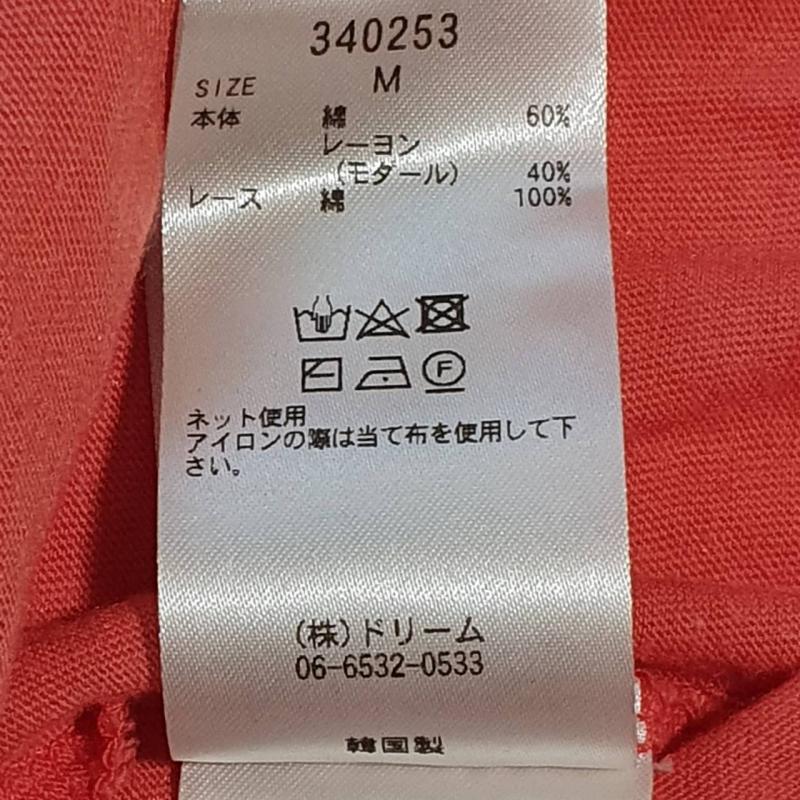 340253
SIZE M
本体 綿 60%
レーヨン
(モダール) 40%
レース 綿 100%
F
ネット使用
アイロンの際は当て布を使用して下
さい。
(株)ドリーム
06-6532-0533
韓国製